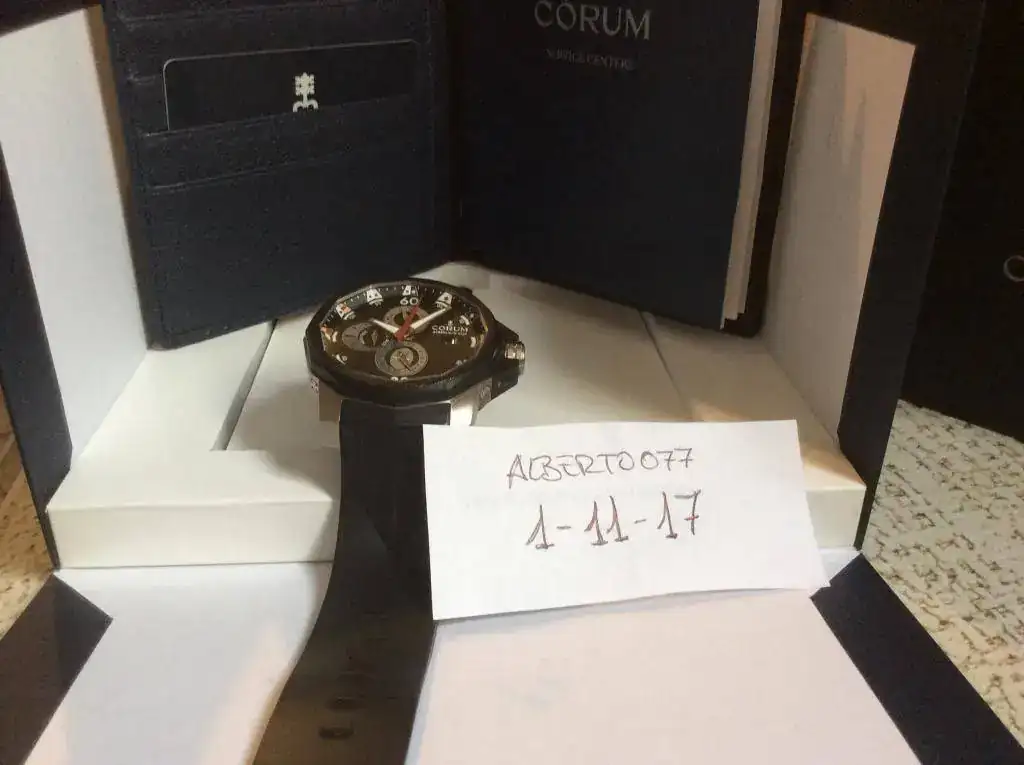 CORUM
SERVICE CENTERS
60
CORUM
ALBERTO077
1-11-17